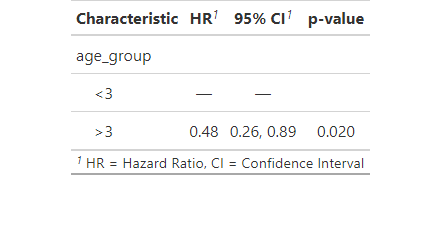 Characteristic HR1 95% CI1 p-value
age_group
<3 — —
>3 0.48 0.26, 0.89 0.020
1 HR = Hazard Ratio, CI = Confidence Interval